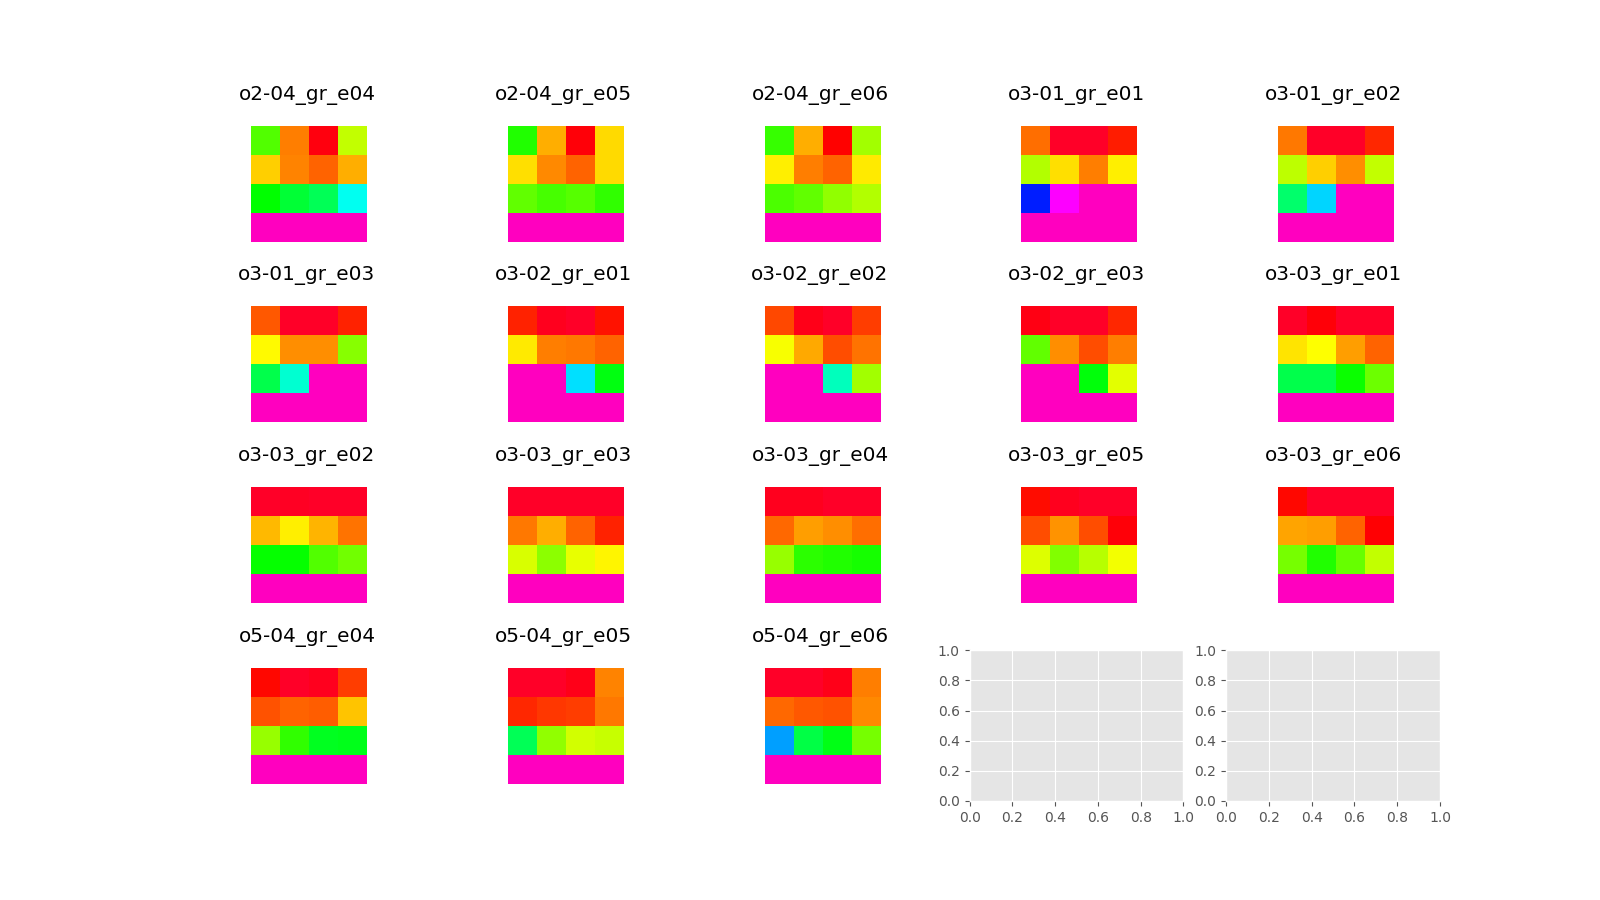 o2-04_gr_e04 o2-04_gr_e05 o2-04_gr_e06 o3-01_gr_e01 o3-01_gr_e02
o3-01_gr_e03 o3-02_gr_e01 o3-02_gr_e02 o3-02_gr_e03 o3-03_gr_e01
o3-03_gr_e02 o3-03_gr_e03 o3-03_gr_e04 o3-03_gr_e05 o3-03_gr_e06
o5-04_gr_e04 o5-04_gr_e05 o5-04_gr_e06
1.0 1.0
0.8 0.8
0.6 0.6
0.4 0.4
0.2 0.2
0.0 0.0
0.0 0.2 0.4 0.6 0.8 1.0 0.0 0.2 0.4 0.6 0.8 1.0